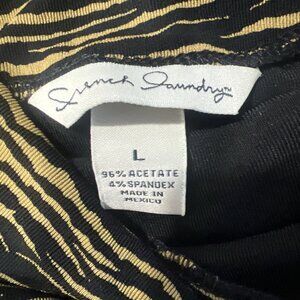 French Laundry™
L
96% ACETATE
4% SPANDEX
MADE IN
MEXICO